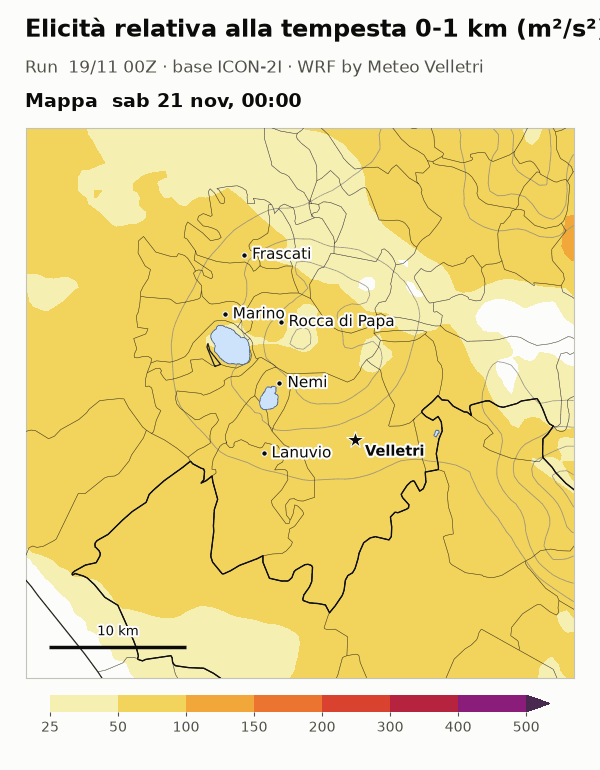 Elicità relativa alla tempesta 0-1 km (m²/s²)
Run  19/11 00Z · base ICON-2I · WRF by Meteo Velletri
Mappa  sab 21 nov, 00:00
Frascati
Marino
Rocca di Papa
Nemi
Velletri
Lanuvio
10 km
25 50 100 150 200 300 400 500